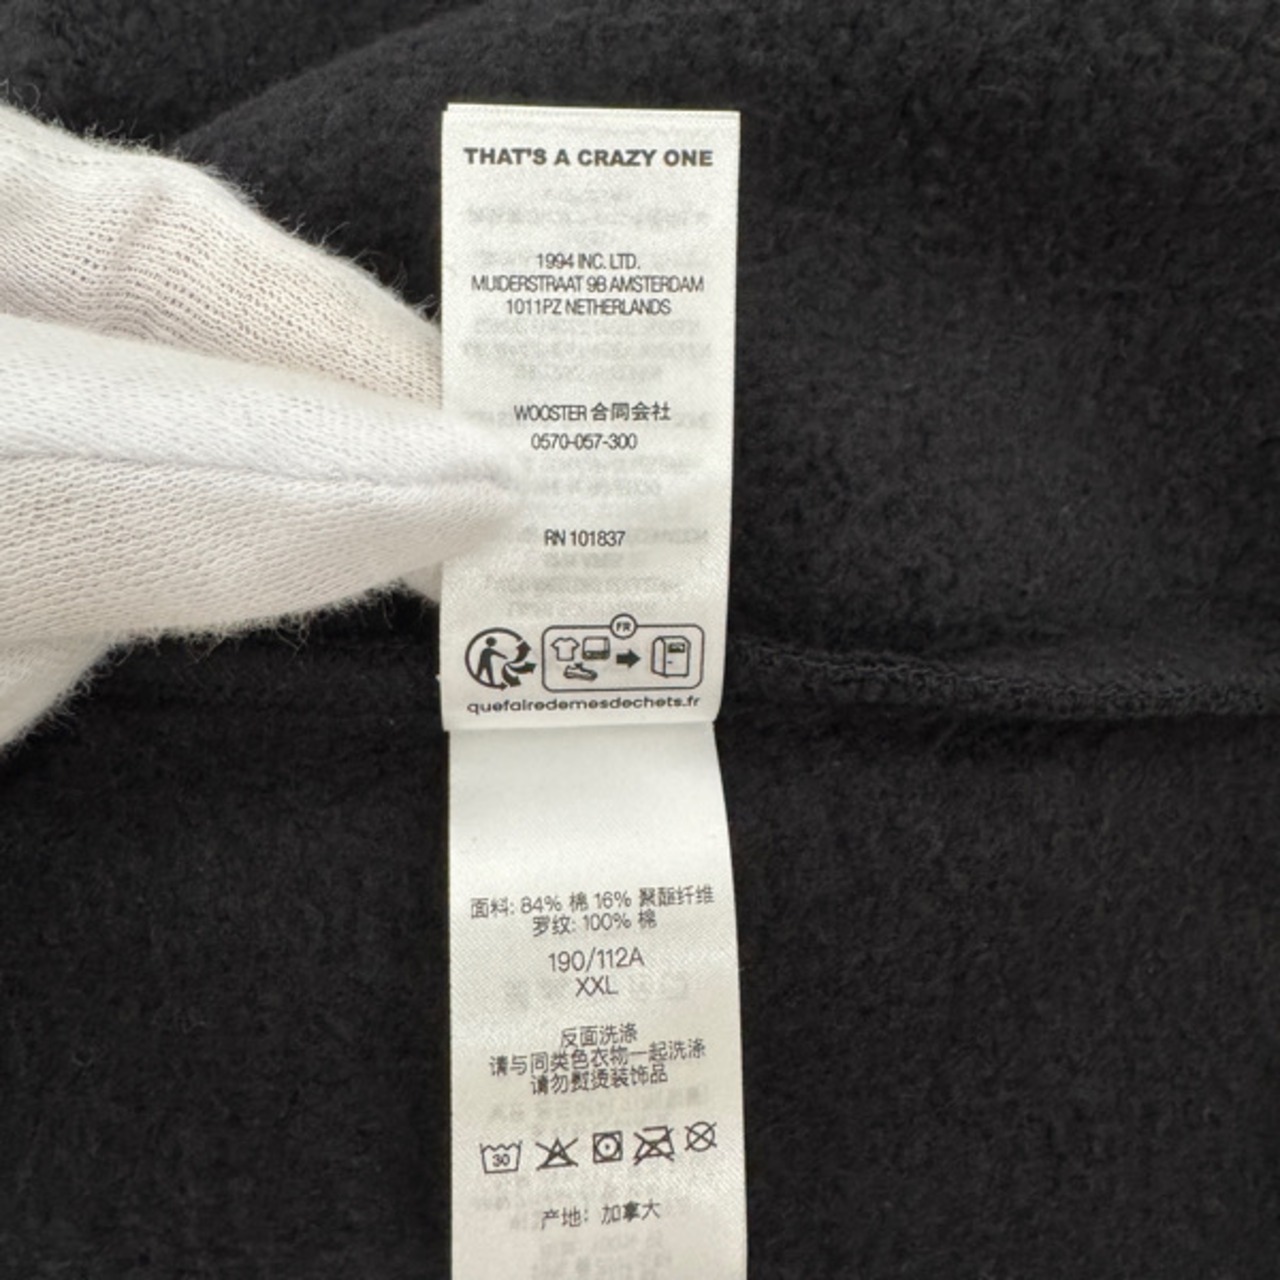 THAT'S A CRAZY ONE
1994 INC. LTD.
MUIDERSTRAAT 9B AMSTERDAM
1011PZ NETHERLANDS
WOOSTER 合同会社
0570-057-300
RN 101837
FR
quefairedemesdechets.fr
面料: 84% 棉 16% 聚酯纤维
罗纹: 100% 棉
190/112A
XXL
反面洗涤
请与同类色衣物一起洗涤
请勿熨烫装饰品
30
产地: 加拿大